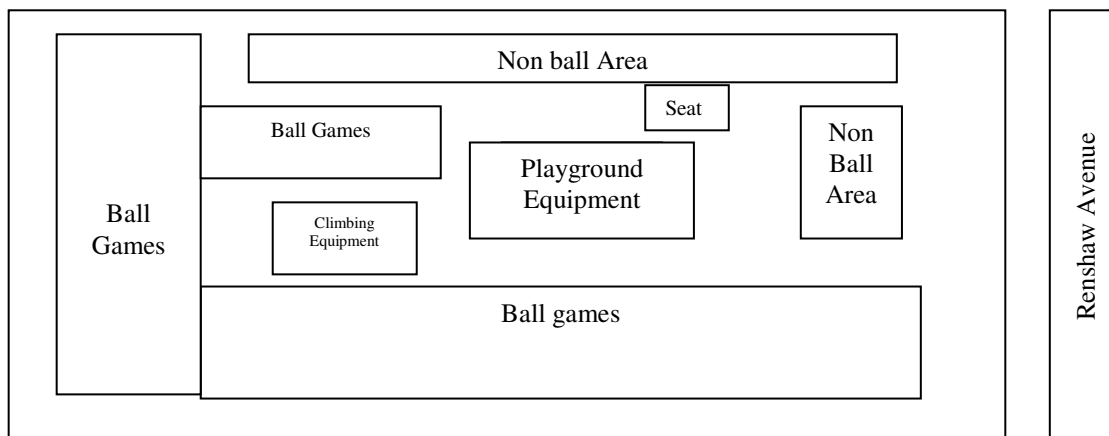 Non ball Area
Seat
Ball Games
Non
Ball
Area
Playground
Equipment
Ball
Games
Climbing
Equipment
Ball games
Renshaw Avenue